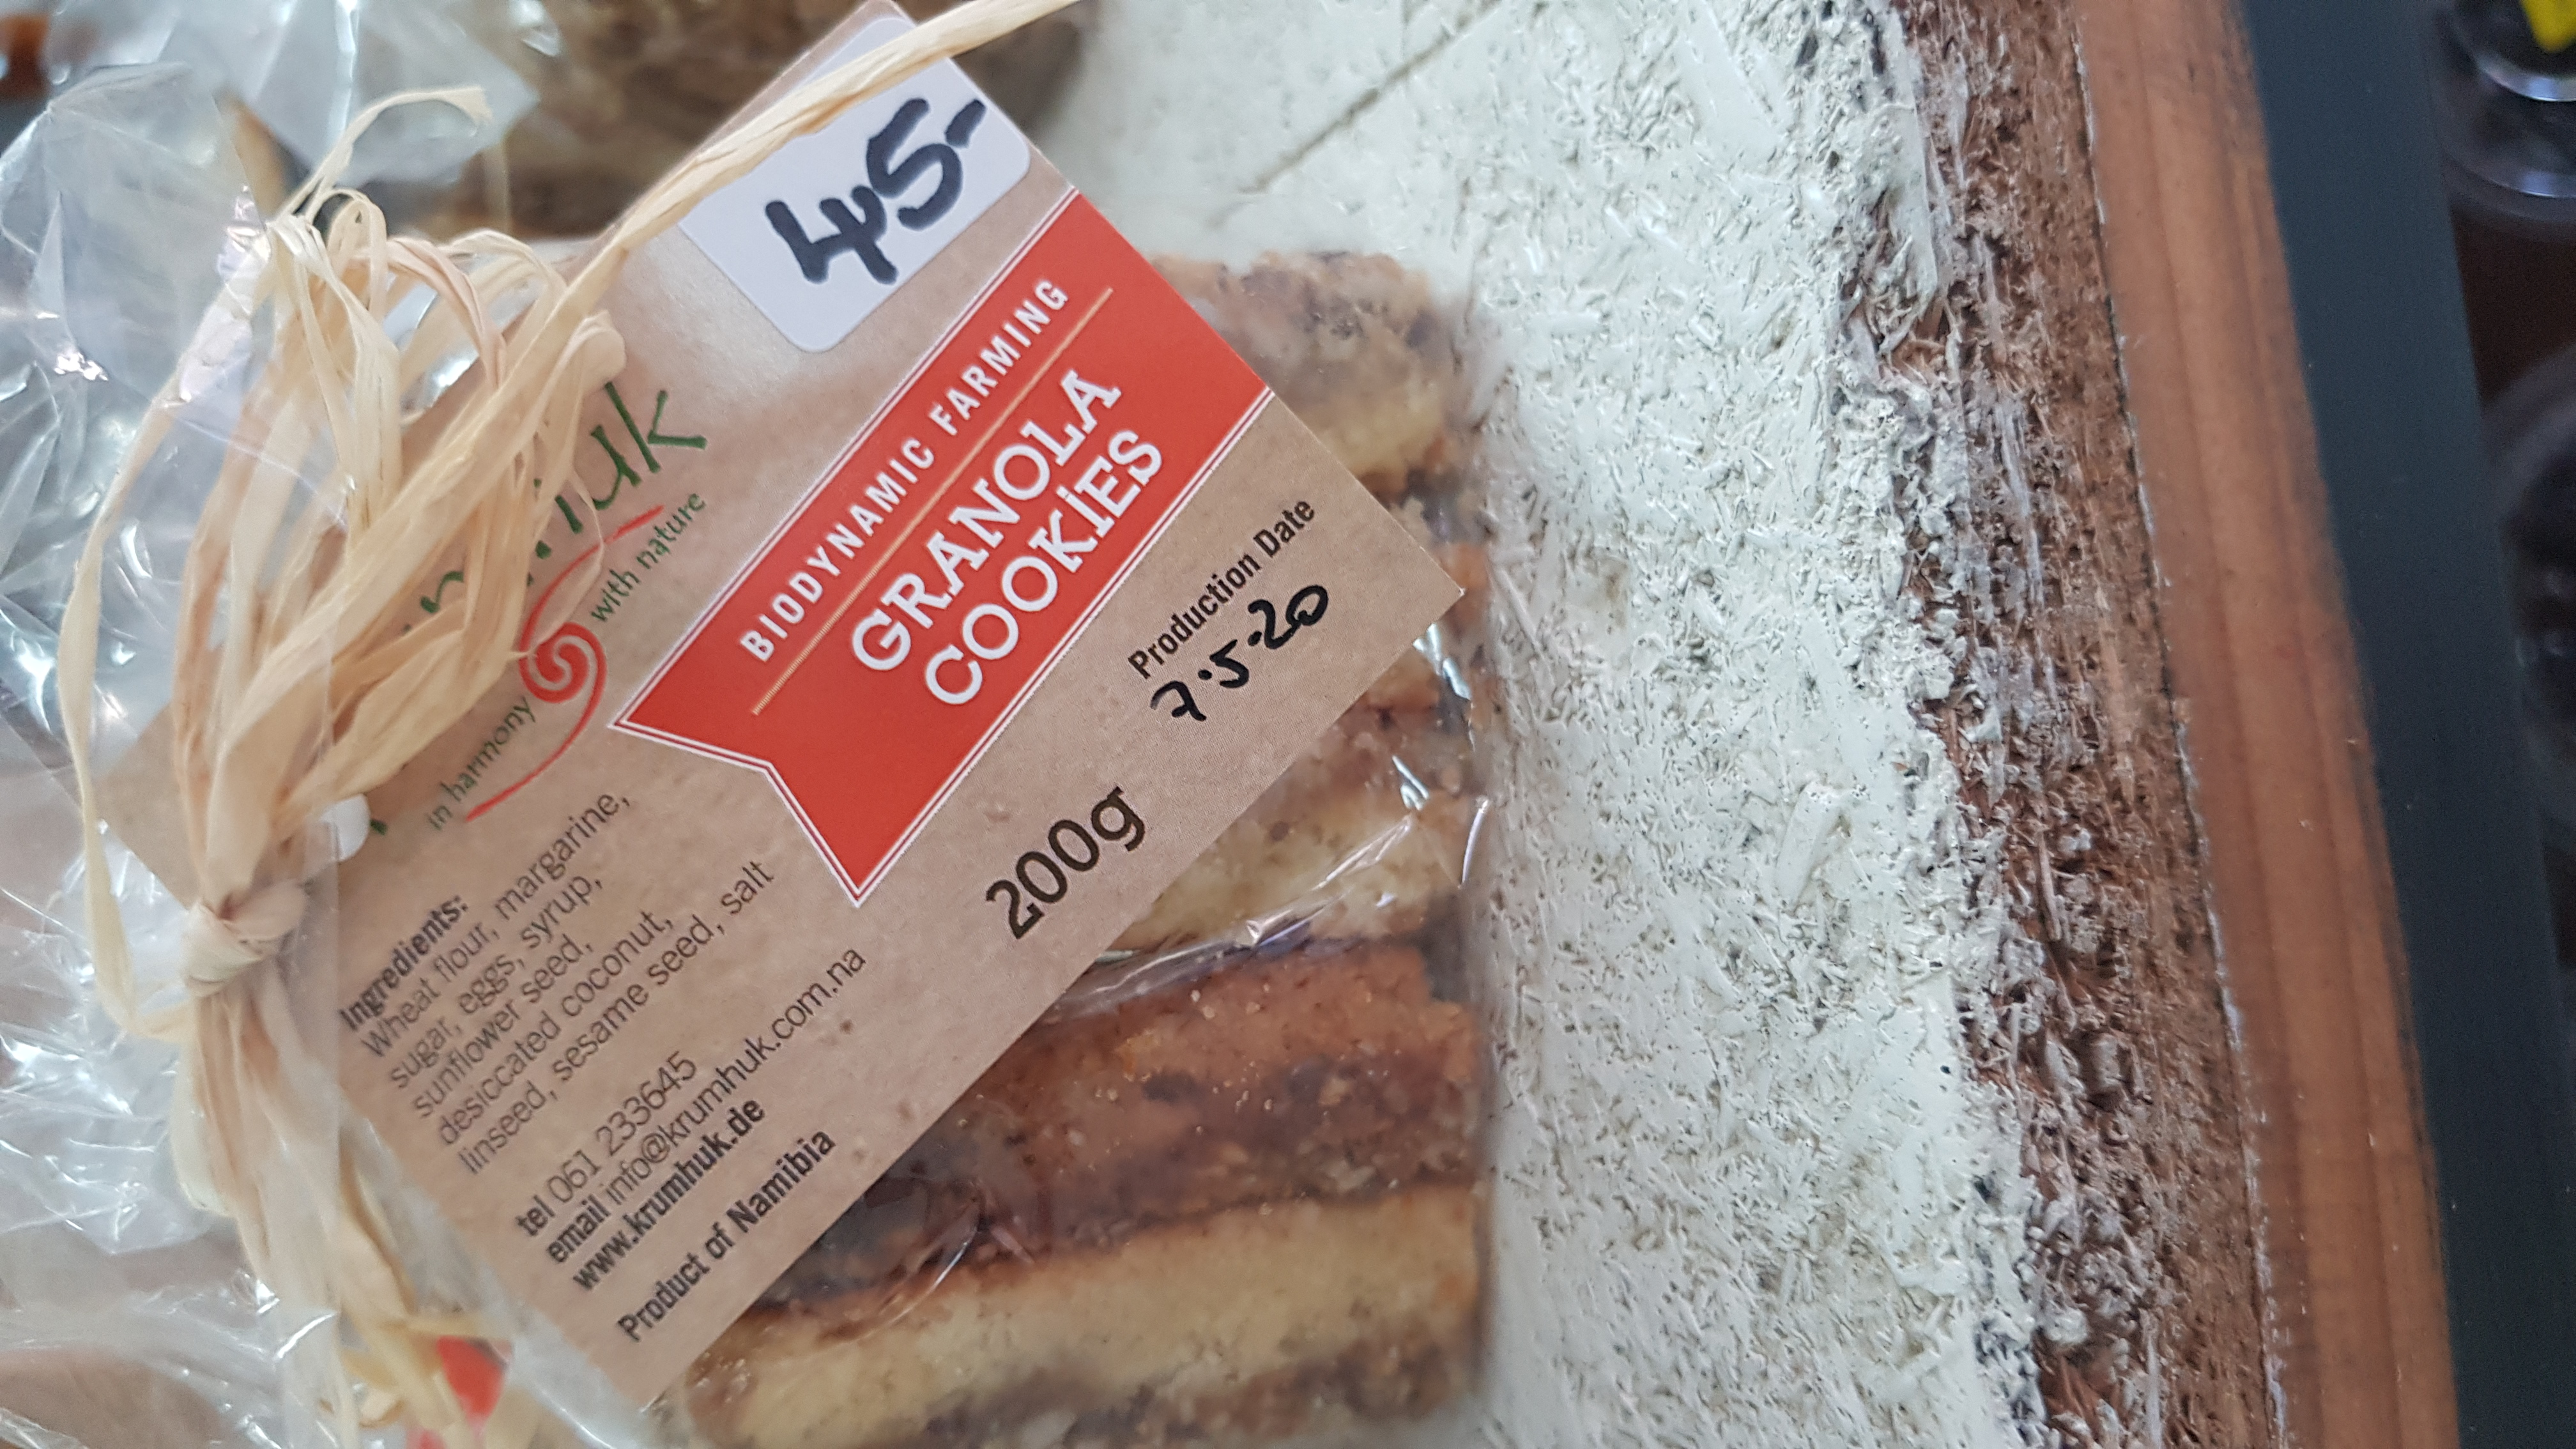 45-
in harmony with nature
BIODYNAMIC FARMING
GRANOLA
COOKİES
Ingredients:
Wheat flour, margarine,
sugar, eggs, syrup,
sunflower seed,
desiccated coconut,
linseed, sesame seed, salt
tel 061 233645
email info@krumhuk.com.na
www.krumhuk.de
Product of Namibia
200g
Production Date
7.5.20